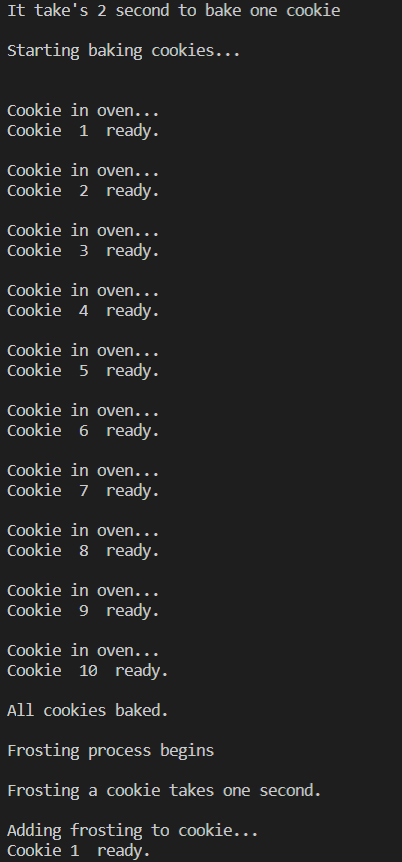 It take's 2 second to bake one cookie
Starting baking cookies...
Cookie in oven...
Cookie  1  ready.
Cookie in oven...
Cookie  2  ready.
Cookie in oven...
Cookie  3  ready.
Cookie in oven...
Cookie  4  ready.
Cookie in oven...
Cookie  5  ready.
Cookie in oven...
Cookie  6  ready.
Cookie in oven...
Cookie  7  ready.
Cookie in oven...
Cookie  8  ready.
Cookie in oven...
Cookie  9  ready.
Cookie in oven...
Cookie  10  ready.
All cookies baked.
Frosting process begins
Frosting a cookie takes one second.
Adding frosting to cookie...
Cookie 1  ready.